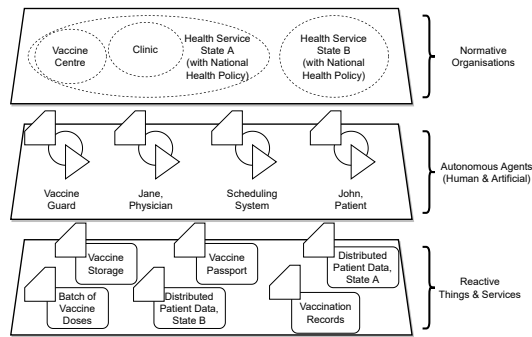 Vaccine
Centre
Clinic
Health Service
State A
(with National
Health Policy)
Health Service
State B
(with National
Health Policy)
Normative
Organisations
Vaccine
Guard
Jane,
Physician
Scheduling
System
John,
Patient
Autonomous Agents
(Human & Artificial)
Vaccine
Storage
Vaccine
Passport
Distributed
Patient Data,
State A
Batch of
Vaccine
Doses
Distributed
Patient Data,
State B
Vaccination
Records
Reactive
Things & Services